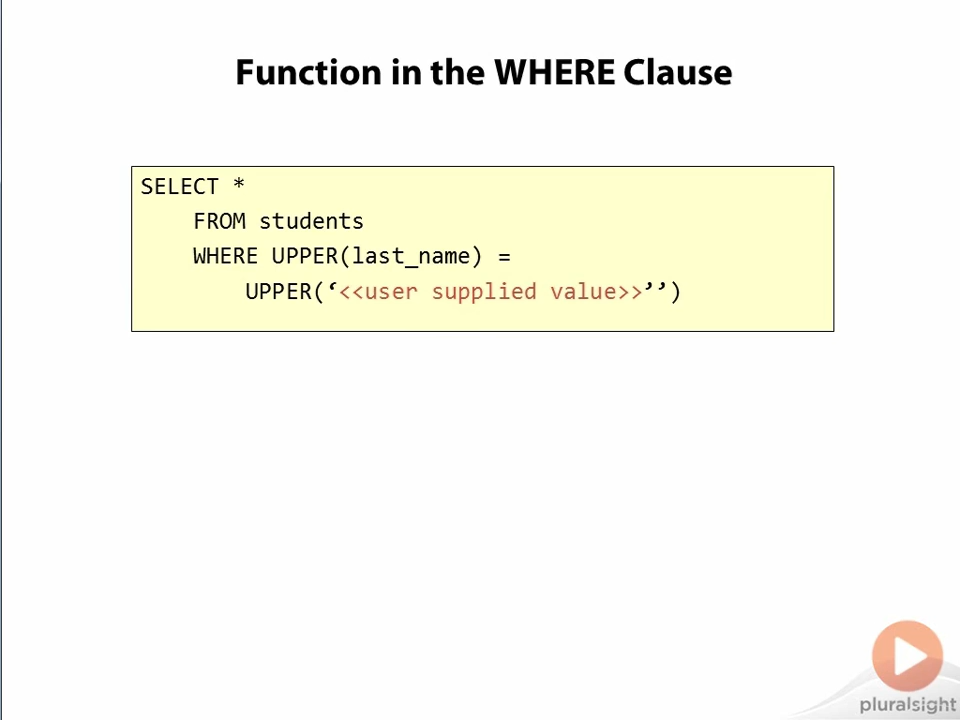 Function in the WHERE Clause
SELECT *
FROM students
WHERE UPPER(last_name) =
UPPER(‘<<user supplied value>>’’)
pluralsight